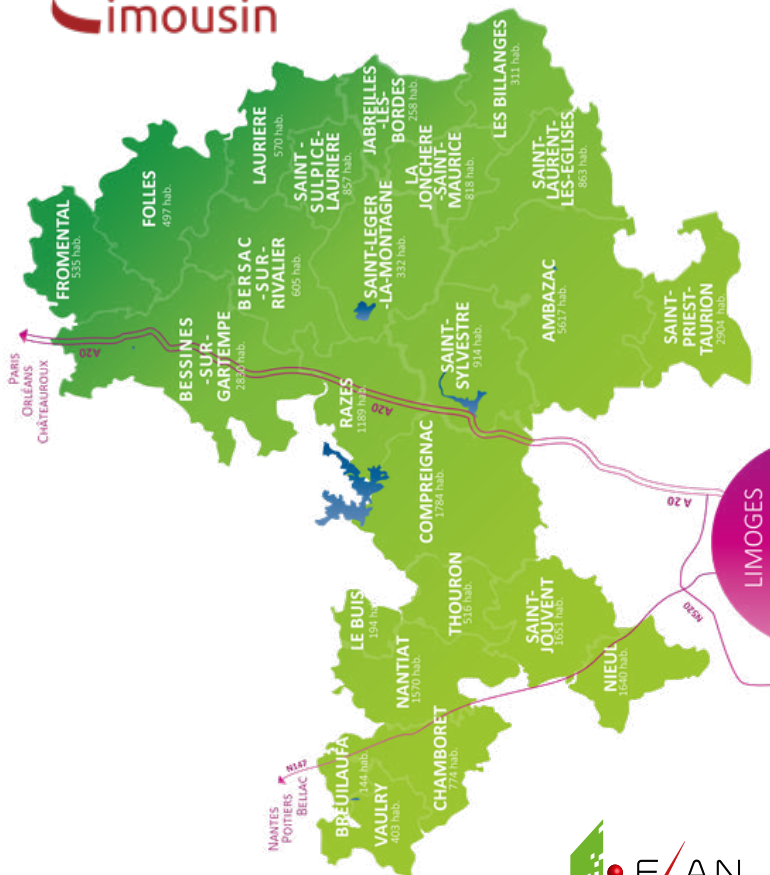 Limousin
PARIS
ORLÉANS
CHÂTEAUROUX
A20
FROMENTAL
535 hab.
FOLLES
497 hab.
LAURIERE
570 hab.
SAINT-
SULPICE-
LAURIERE
857 hab.
JABREILLES
-LES-
BORDES
258 hab.
LES BILLANGES
311 hab.
BERSAC
-SUR-
RIVALIER
605 hab.
SAINT-LEGER
-LA-MONTAGNE
332 hab.
LA
JONCHERE
-SAINT-
MAURICE
818 hab.
SAINT-
LAURENT-
LES-EGLISES
863 hab.
BESSINES
-SUR-
GARTEMPE
2830 hab.
RAZES
1189 hab.
A20
SAINT-
SYLVESTRE
914 hab.
AMBAZAC
5617 hab.
SAINT-
PRIEST-
TAURION
2904 hab.
COMPREIGNAC
1784 hab.
A 20
LIMOGES
LE BUIS
194 hab.
THOURON
516 hab.
SAINT-
JOUVENT
1651 hab.
N520
NANTIAT
1570 hab.
NIEUL
1640 hab.
NANTES
POITIERS
BELLAC
N147
BREUILAUFA
144 hab.
VAULRY
403 hab.
CHAMBORET
774 hab.
ELAN